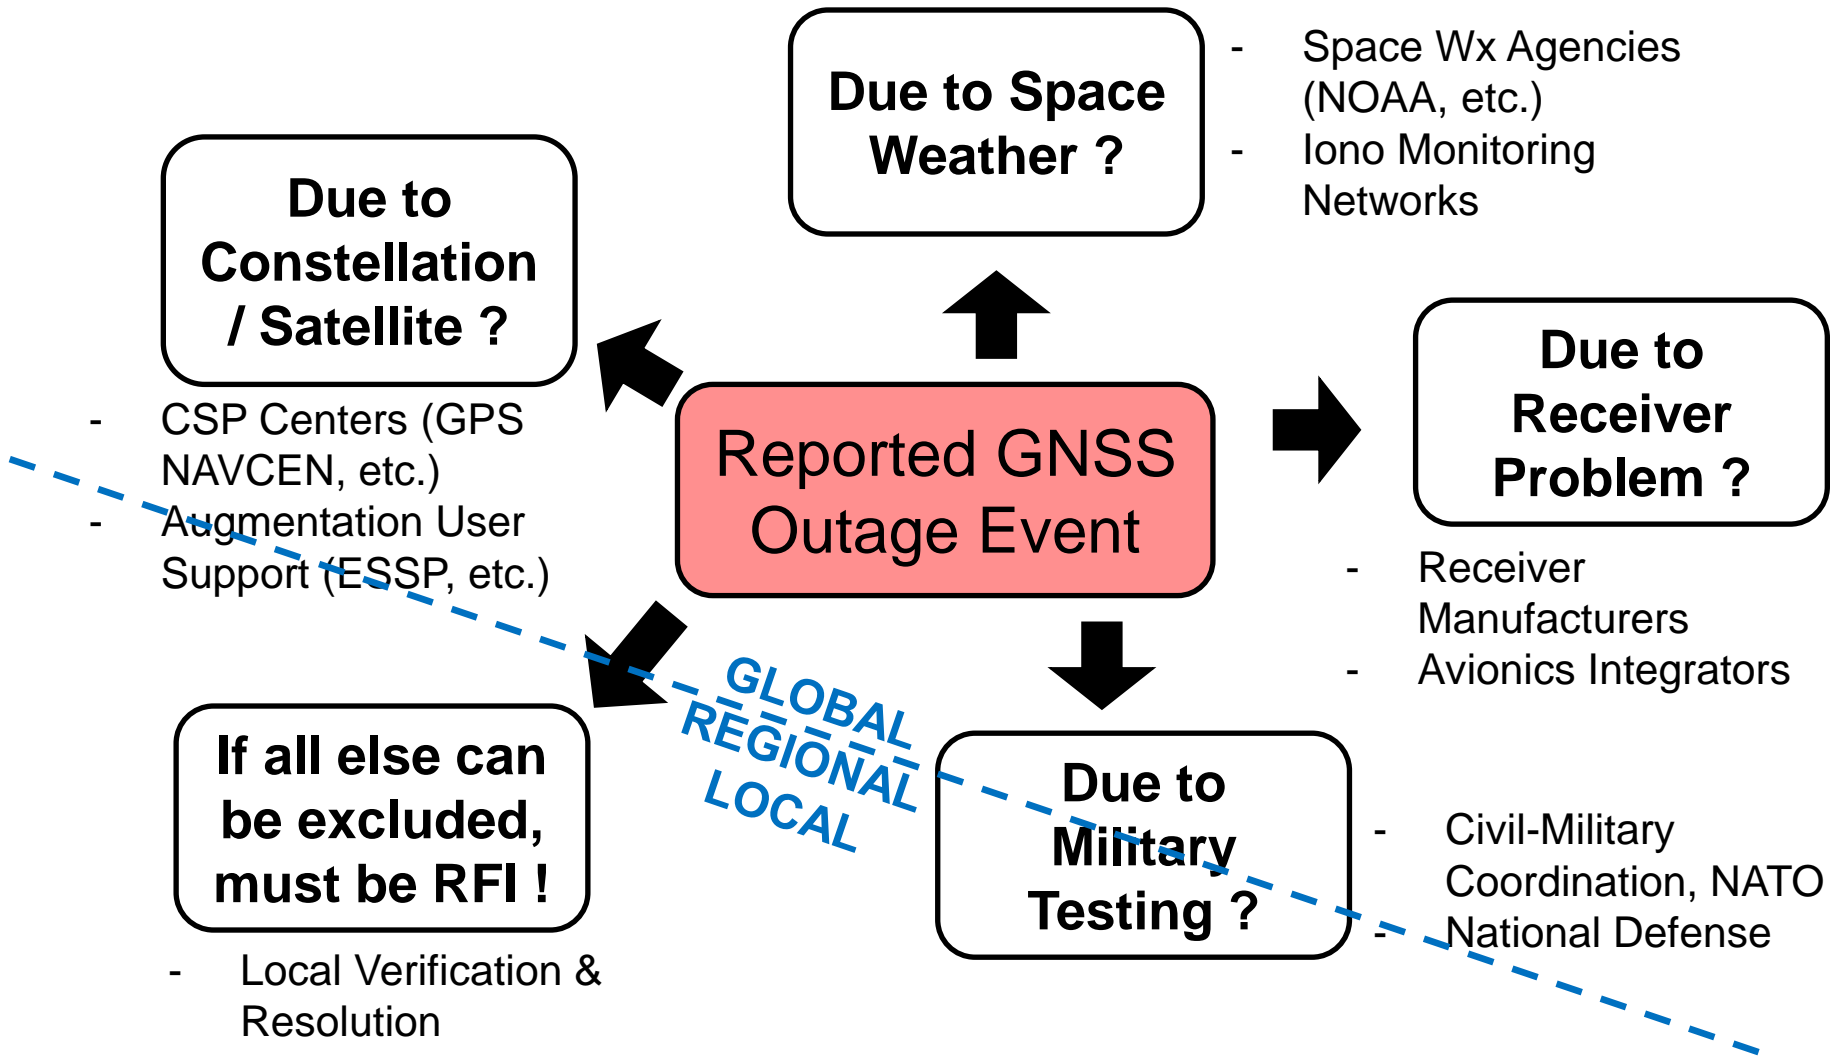 Due to Space
Weather ?
- Space Wx Agencies
(NOAA, etc.)
- Iono Monitoring
Networks
Due to
Constellation
/ Satellite ?
- CSP Centers (GPS
NAVCEN, etc.)
- Augmentation User
Support (ESSP, etc.)
Reported GNSS
Outage Event
Due to
Receiver
Problem ?
- Receiver
Manufacturers
- Avionics Integrators
GLOBAL
REGIONAL
LOCAL
If all else can
be excluded,
must be RFI !
- Local Verification &
Resolution
Due to
Military
Testing ?
- Civil-Military
Coordination, NATO
- National Defense